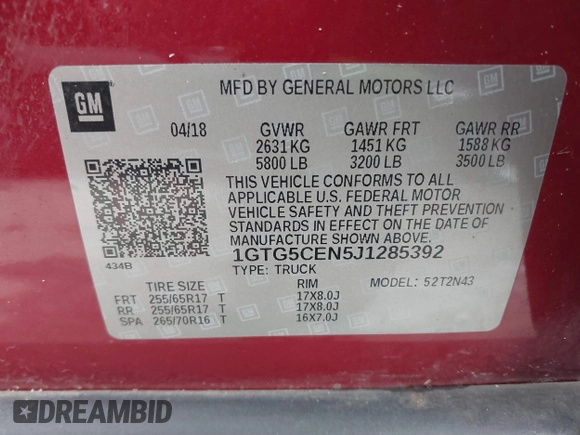 GM
MFD BY GENERAL MOTORS LLC
04/18 GVWR GAWR FRT GAWR RR
2631 KG 1451 KG 1588 KG
5800 LB 3200 LB 3500 LB
THIS VEHICLE CONFORMS TO ALL
APPLICABLE U.S. FEDERAL MOTOR
VEHICLE SAFETY AND THEFT PREVENTION
STANDARDS IN EFFECT ON THE DATE OF
MANUFACTURE SHOWN ABOVE.
434B
1GTG5CEN5J1285392
TYPE: TRUCK
TIRE SIZE RIM MODEL: 52T2N43
FRT 255/65R17 T 17X8.0J
RR 255/65R17 T 17X8.0J
SPA 265/70R16 T 16X7.0J
DREAMBID